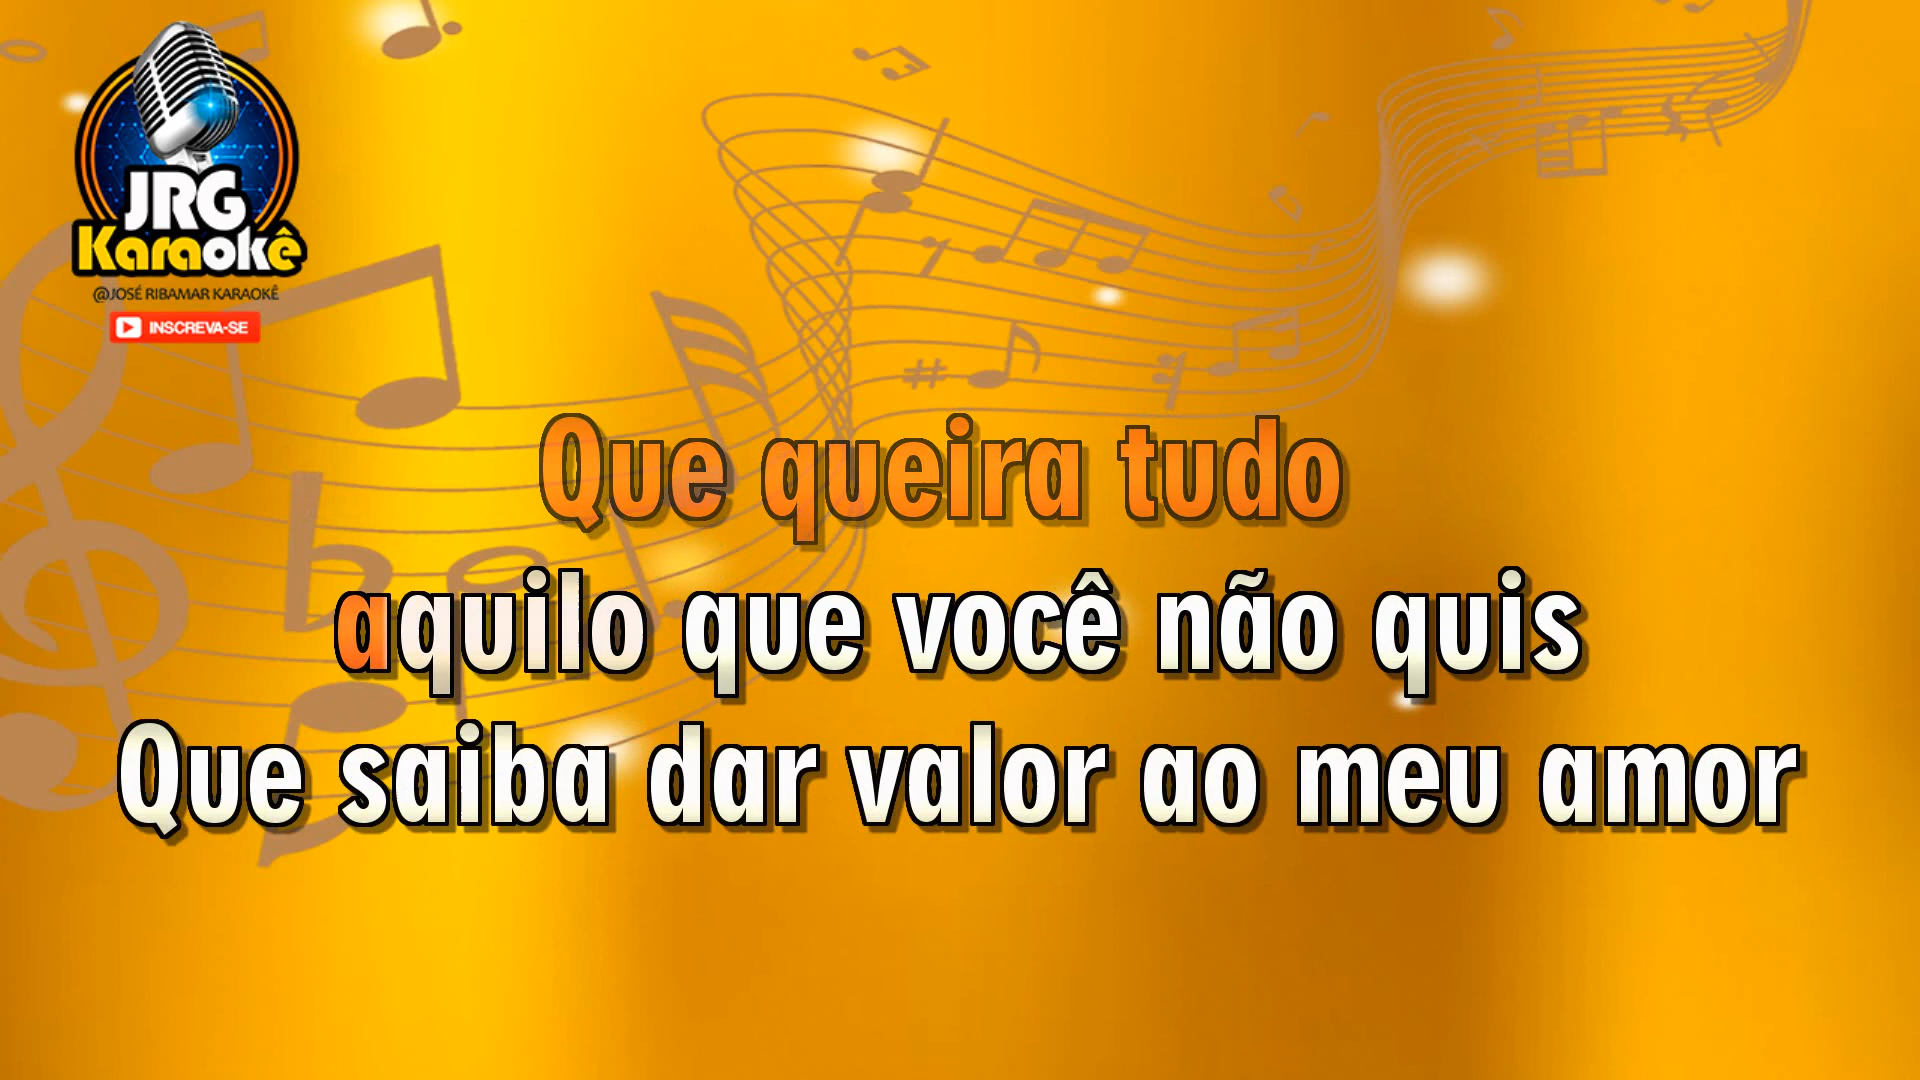 JRG
Karaokê
@JOSÉ RIBAMAR KARAOKÊ
INSCREVA-SE
Que queira tudo
aquilo que você não quis
Que saiba dar valor ao meu amor